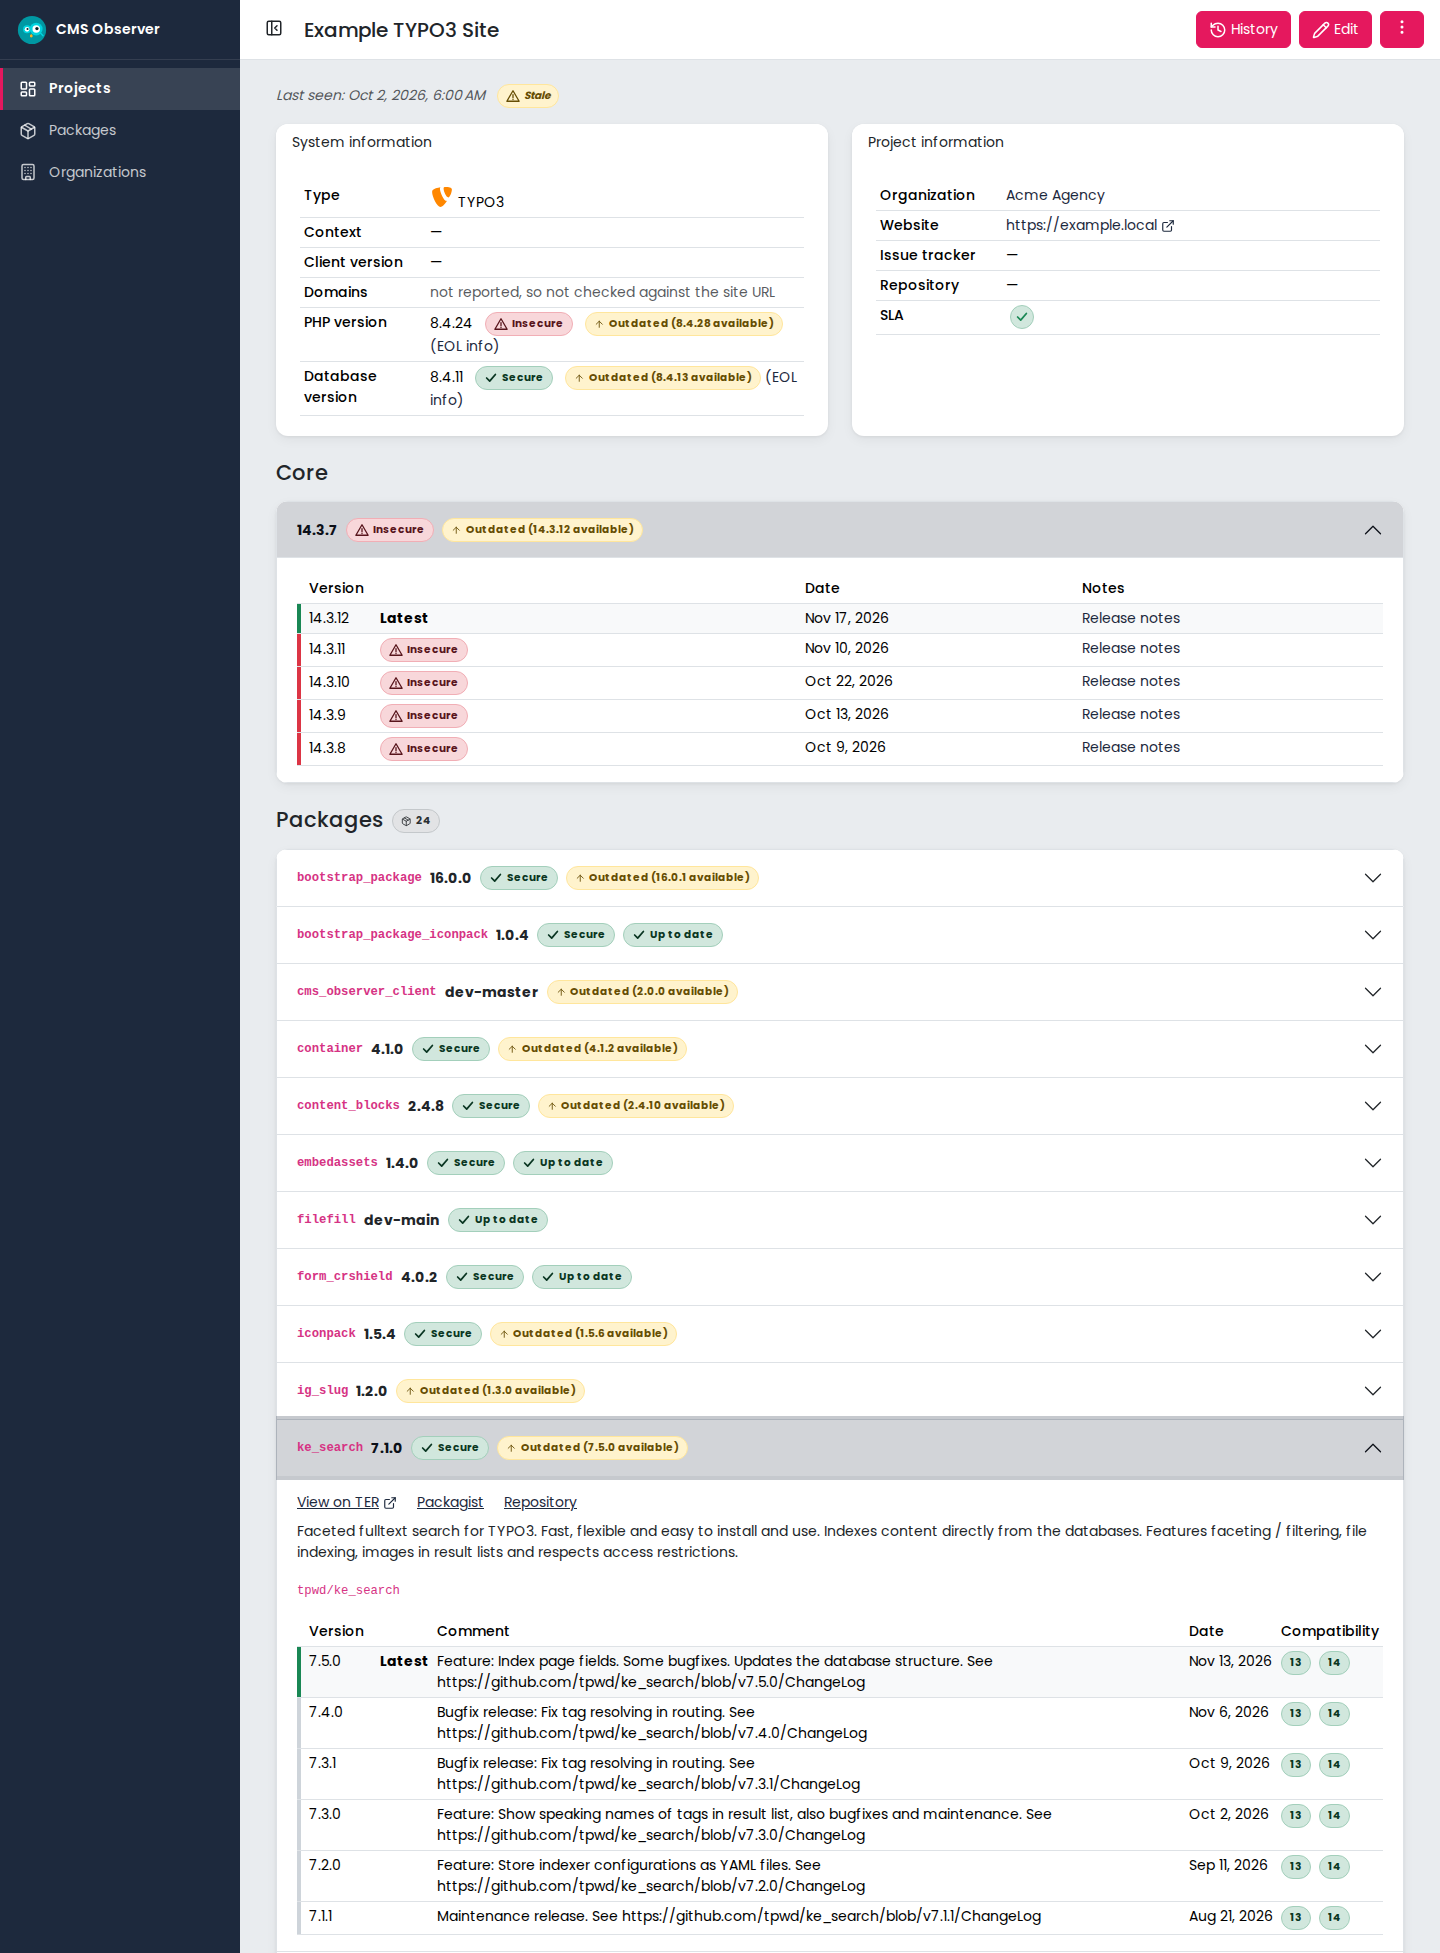 CMS Observer
Example TYPO3 Site
History
Edit
Projects
Packages
Organizations
Last seen: Oct 2, 2026, 6:00 AM
Stale
System information
Type
TYPO3
Context
—
Client version
—
Domains
not reported, so not checked against the site URL
PHP version
8.4.24
Insecure
Outdated (8.4.28 available)
(EOL info)
Database
version
8.4.11
Secure
Outdated (8.4.13 available)
(EOL
info)
Project information
Organization
Acme Agency
Website
https://example.local
Issue tracker
—
Repository
—
SLA
Core
14.3.7
Insecure
Outdated (14.3.12 available)
Version
Date
Notes
14.3.12
Latest
Nov 17, 2026
Release notes
14.3.11
Insecure
Nov 10, 2026
Release notes
14.3.10
Insecure
Oct 22, 2026
Release notes
14.3.9
Insecure
Oct 13, 2026
Release notes
14.3.8
Insecure
Oct 9, 2026
Release notes
Packages
24
bootstrap_package 16.0.0 Secure Outdated (16.0.1 available)
bootstrap_package_iconpack 1.0.4 Secure Up to date
cms_observer_client dev-master Outdated (2.0.0 available)
container 4.1.0 Secure Outdated (4.1.2 available)
content_blocks 2.4.8 Secure Outdated (2.4.10 available)
embedassets 1.4.0 Secure Up to date
filefill dev-main Up to date
form_crshield 4.0.2 Secure Up to date
iconpack 1.5.4 Secure Outdated (1.5.6 available)
ig_slug 1.2.0 Outdated (1.3.0 available)
ke_search 7.1.0 Secure Outdated (7.5.0 available)
View on TER Packagist Repository
Faceted fulltext search for TYPO3. Fast, flexible and easy to install and use. Indexes content directly from the databases. Features faceting / filtering, file
indexing, images in result lists and respects access restrictions.
tpwd/ke_search
Version Comment Date Compatibility
7.5.0 Latest Feature: Index page fields. Some bugfixes. Updates the database structure. See Nov 13, 2026 13 14
https://github.com/tpwd/ke_search/blob/v7.5.0/ChangeLog
7.4.0 Bugfix release: Fix tag resolving in routing. See Nov 6, 2026 13 14
https://github.com/tpwd/ke_search/blob/v7.4.0/ChangeLog
7.3.1 Bugfix release: Fix tag resolving in routing. See Oct 9, 2026 13 14
https://github.com/tpwd/ke_search/blob/v7.3.1/ChangeLog
7.3.0 Feature: Show speaking names of tags in result list, also bugfixes and maintenance. See Oct 2, 2026 13 14
https://github.com/tpwd/ke_search/blob/v7.3.0/ChangeLog
7.2.0 Feature: Store indexer configurations as YAML files. See Sep 11, 2026 13 14
https://github.com/tpwd/ke_search/blob/v7.2.0/ChangeLog
7.1.1 Maintenance release. See https://github.com/tpwd/ke_search/blob/v7.1.1/ChangeLog Aug 21, 2026 13 14